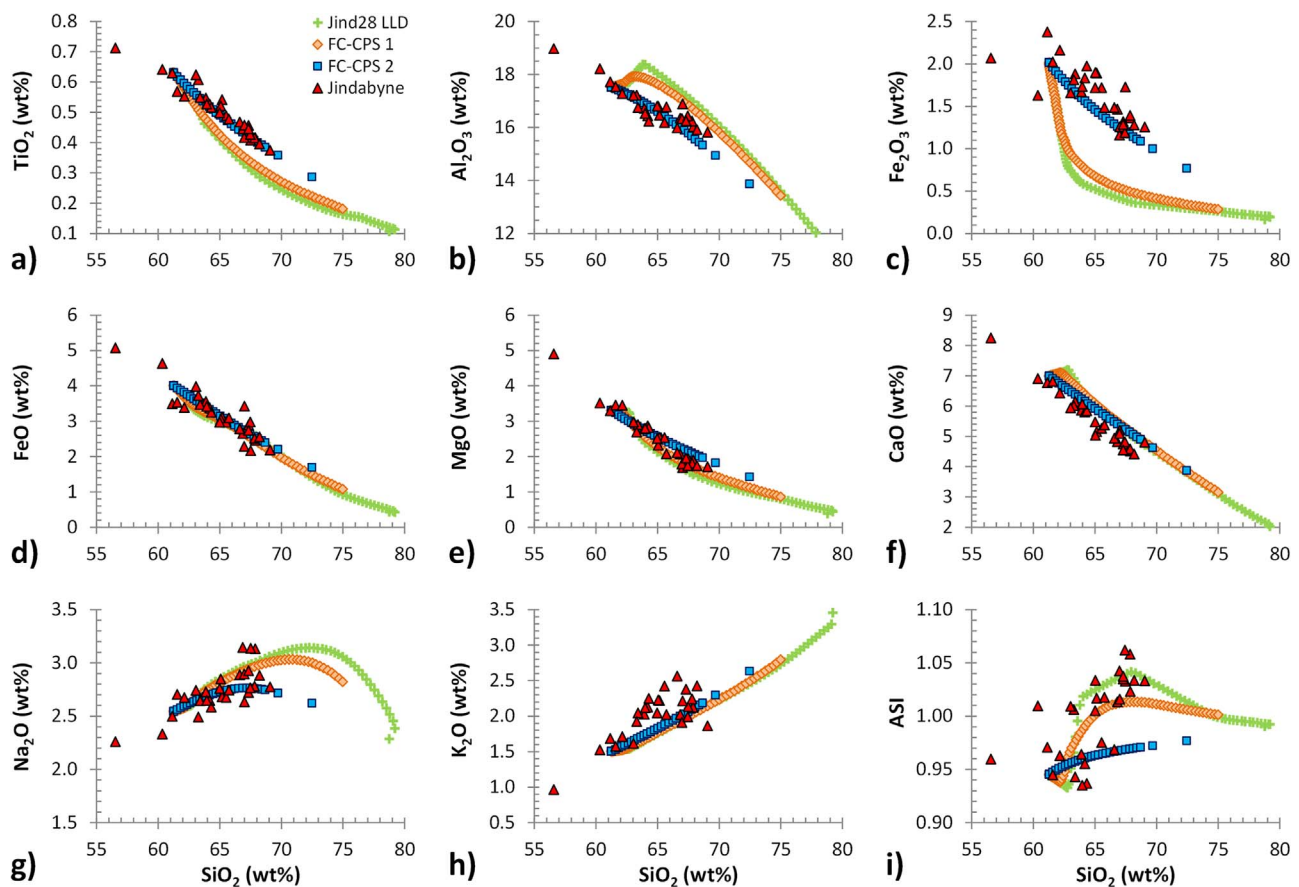 TiO₂ (wt%)
0.8
0.7
0.6
0.5
0.4
0.3
0.2
0.1
55 60 65 70 75 80
a)
Jind28 LLD
FC-CPS 1
FC-CPS 2
Jindabyne
Al₂O₃ (wt%)
20
18
16
14
12
55 60 65 70 75 80
b)
Fe₂O₃ (wt%)
2.5
2.0
1.5
1.0
0.5
0.0
55 60 65 70 75 80
c)
FeO (wt%)
6
5
4
3
2
1
0
55 60 65 70 75 80
d)
MgO (wt%)
6
5
4
3
2
1
0
55 60 65 70 75 80
e)
CaO (wt%)
9
8
7
6
5
4
3
2
55 60 65 70 75 80
f)
Na₂O (wt%)
3.5
3.0
2.5
2.0
1.5
55 60 65 70 75 80
SiO₂ (wt%)
g)
K₂O (wt%)
3.5
3.0
2.5
2.0
1.5
1.0
0.5
55 60 65 70 75 80
SiO₂ (wt%)
h)
ASI
1.10
1.05
1.00
0.95
0.90
55 60 65 70 75 80
SiO₂ (wt%)
i)